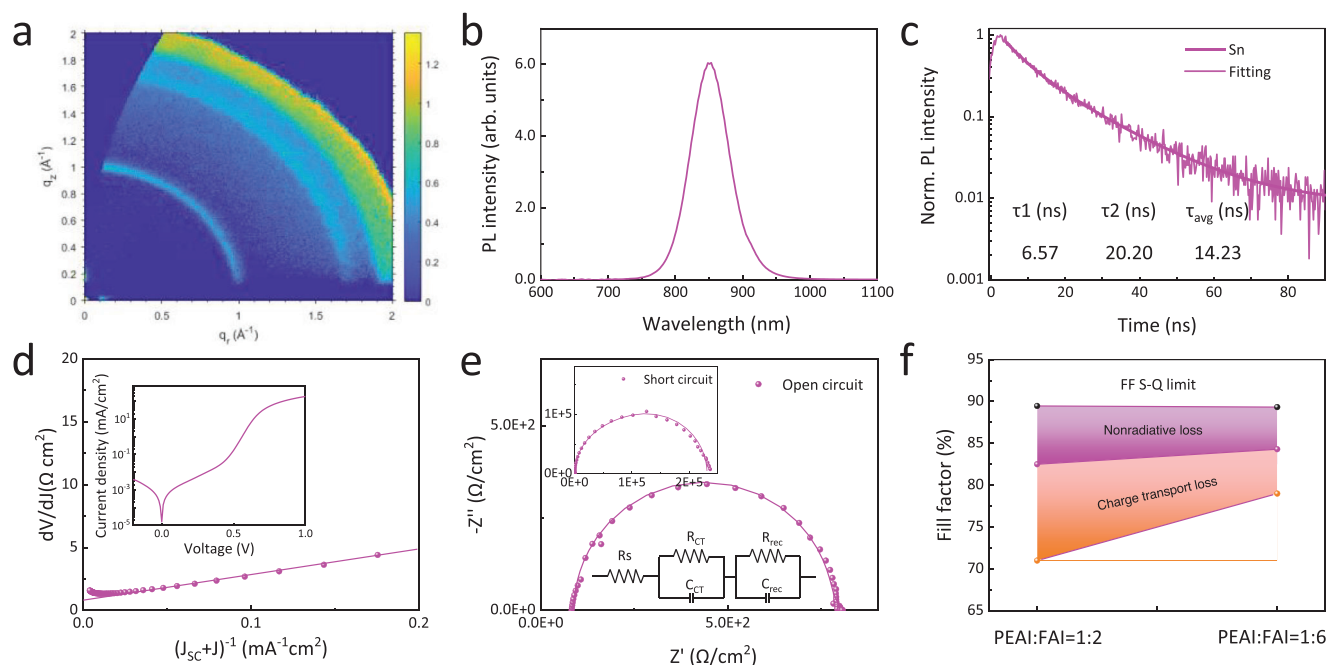 a
2
1.8
1.6
1.4
1.2
1
0.8
0.6
0.4
0.2
0
q_z (Å⁻¹)
0
0.5
1
1.5
2
q_r (Å⁻¹)
1.2
1
0.8
0.6
0.4
0.2
0
b
PL intensity (arb. units)
6.0
4.0
2.0
0.0
600
700
800
900
1000
1100
Wavelength (nm)
c
Norm. PL intensity
1
0.1
0.01
0.001
Sn
Fitting
τ1 (ns) τ2 (ns) τavg (ns)
6.57 20.20 14.23
0
20
40
60
80
Time (ns)
d
dV/dJ(Ω cm²)
20
15
10
5
0
0.0
0.1
0.2
(J_SC+J)⁻¹ (mA⁻¹cm²)
Current density (mA/cm²)
10¹
10⁻¹
10⁻³
10⁻⁵
0.0
0.5
1.0
Voltage (V)
e
-Z'' (Ω/cm²)
5.0E+2
0.0E+0
0.0E+0
5.0E+2
Z' (Ω/cm²)
Short circuit
1E+5
0E+0
0E+0
1E+5
2E+5
Open circuit
Rs
R_CT
C_CT
R_rec
C_rec
f
Fill factor (%)
95
90
85
80
75
70
65
FF S-Q limit
Nonradiative loss
Charge transport loss
PEAI:FAI=1:2
PEAI:FAI=1:6